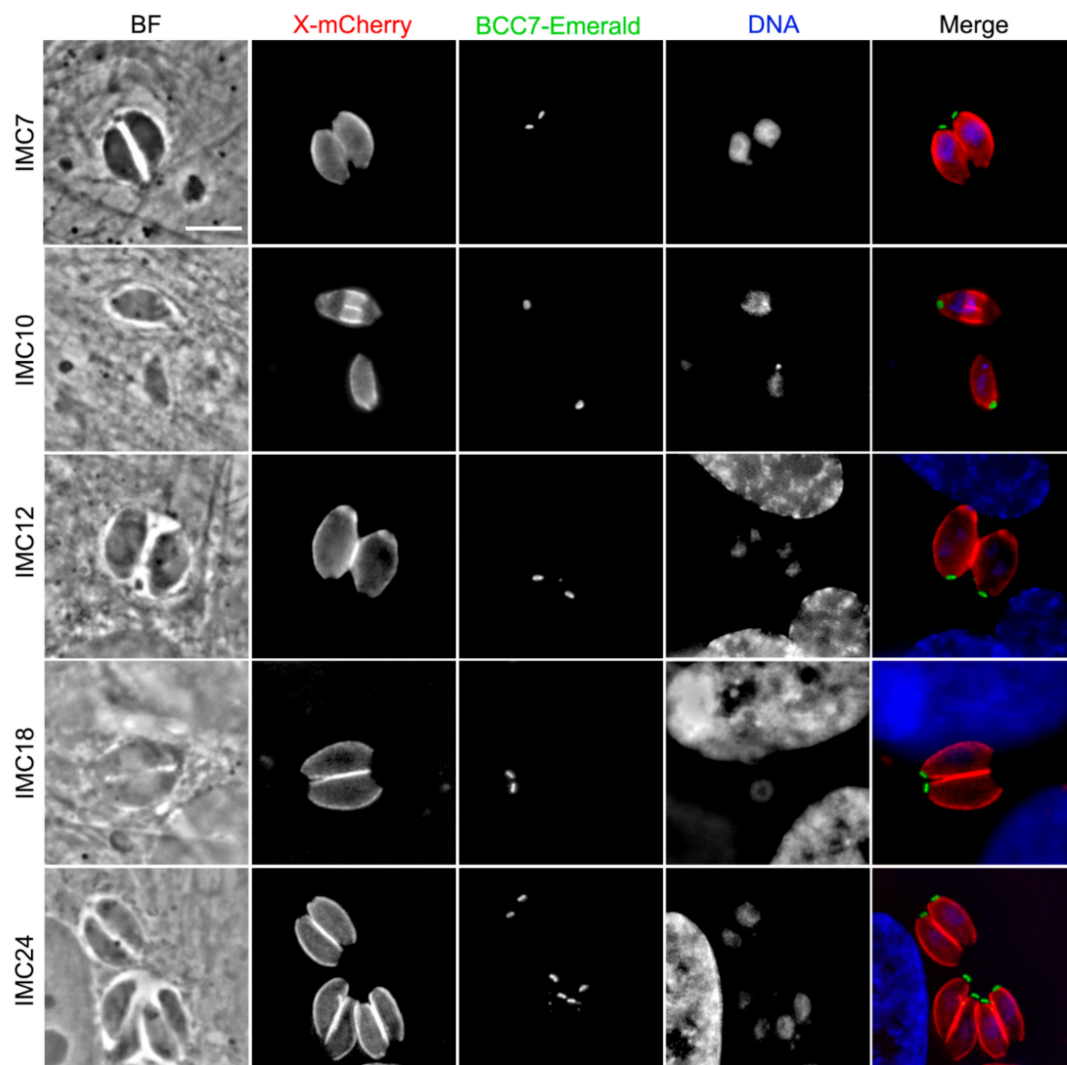 BF X-mCherry BCC7-Emerald DNA Merge
IMC7
IMC10
IMC12
IMC18
IMC24